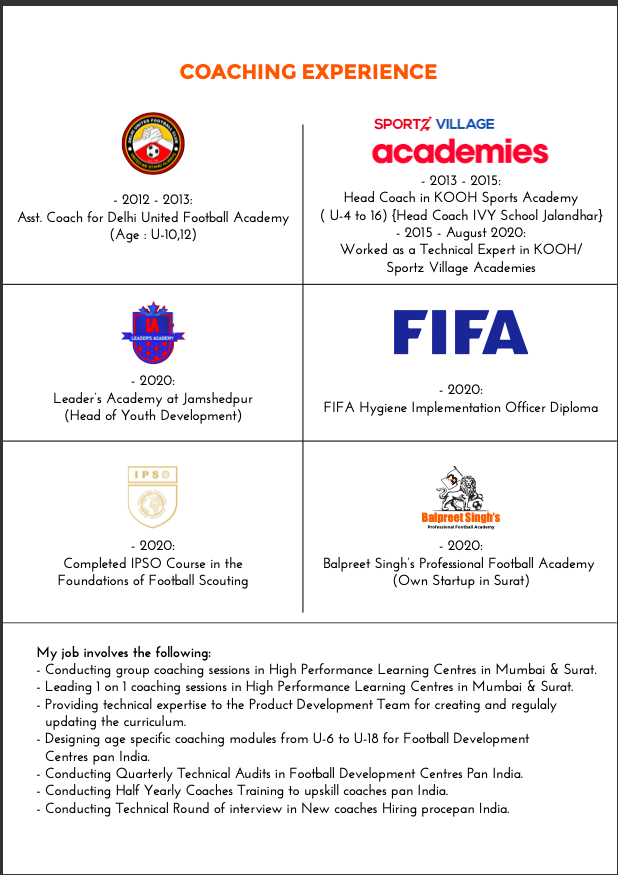 COACHING EXPERIENCE
DELHI UNITED FOOTBALL CLUB
- 2012 - 2013:
Asst. Coach for Delhi United Football Academy
(Age : U-10,12)
SPORTZ VILLAGE
academies
- 2013 - 2015:
Head Coach in KOOH Sports Academy
( U-4 to 16) {Head Coach IVY School Jalandhar}
- 2015 - August 2020:
Worked as a Technical Expert in KOOH/
Sportz Village Academies
LA
LEADER'S ACADEMY
- 2020:
Leader's Academy at Jamshedpur
(Head of Youth Development)
FIFA
- 2020:
FIFA Hygiene Implementation Officer Diploma
IPSO
- 2020:
Completed IPSO Course in the
Foundations of Football Scouting
Balpreet Singh's
Professional Football Academy
- 2020:
Balpreet Singh's Professional Football Academy
(Own Startup in Surat)
My job involves the following:
- Conducting group coaching sessions in High Performance Learning Centres in Mumbai & Surat.
- Leading 1 on 1 coaching sessions in High Performance Learning Centres in Mumbai & Surat.
- Providing technical expertise to the Product Development Team for creating and regulaly
updating the curriculum.
- Designing age specific coaching modules from U-6 to U-18 for Football Development
Centres pan India.
- Conducting Quarterly Technical Audits in Football Development Centres Pan India.
- Conducting Half Yearly Coaches Training to upskill coaches pan India.
- Conducting Technical Round of interview in New coaches Hiring procepan India.